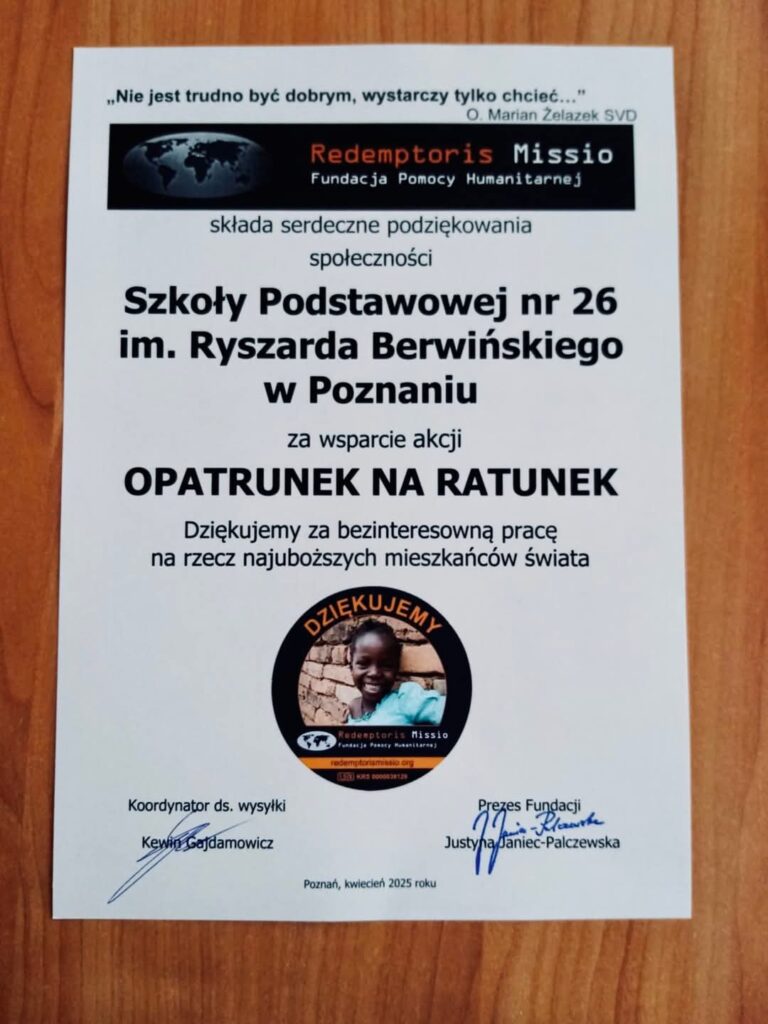 „Nie jest trudno być dobrym, wystarczy tylko chcieć..."
O. Marian Żelazek SVD
Redemptoris Missio
Fundacja Pomocy Humanitarnej
składa serdeczne podziękowania
społeczności
Szkoły Podstawowej nr 26
im. Ryszarda Berwińskiego
w Poznaniu
za wsparcie akcji
OPATRUNEK NA RATUNEK
Dziękujemy za bezinteresowną pracę
na rzecz najuboższych mieszkańców świata
DZIĘKUJEMY
Redemptoris Missio
Fundacja Pomocy Humanitarnej
redemptorismissio.org
KRS
Koordynator ds. wysyłki
Kewin Gajdamowicz
Prezes Fundacji
Justyna Janiec-Palczewska
Poznań, kwiecień 2025 roku